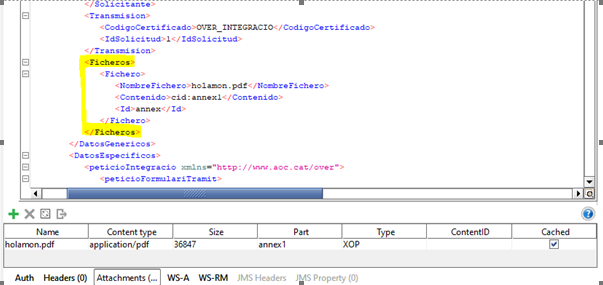 </Solicitante>
<Transmision>
<CodigoCertificado>OVER_INTEGRACIO</CodigoCertificado>
<IdSolicitud>1</IdSolicitud>
</Transmision>
<Ficheros>
<Fichero>
<NombreFichero>holamon.pdf</NombreFichero>
<Contenido>cid:annex1</Contenido>
<Id>annex</Id>
</Fichero>
</Ficheros>
</DatosGenericos>
<DatosEspecificos>
<peticioIntegracio xmlns="http://www.aoc.cat/over">
<peticioFormulariTramit>
Name Content type Size Part Type ContentID Cached
holamon.pdf application/pdf 36847 annex1 XOP
Auth Headers (0) Attachments (... WS-A WS-RM JMS Headers JMS Property (0)